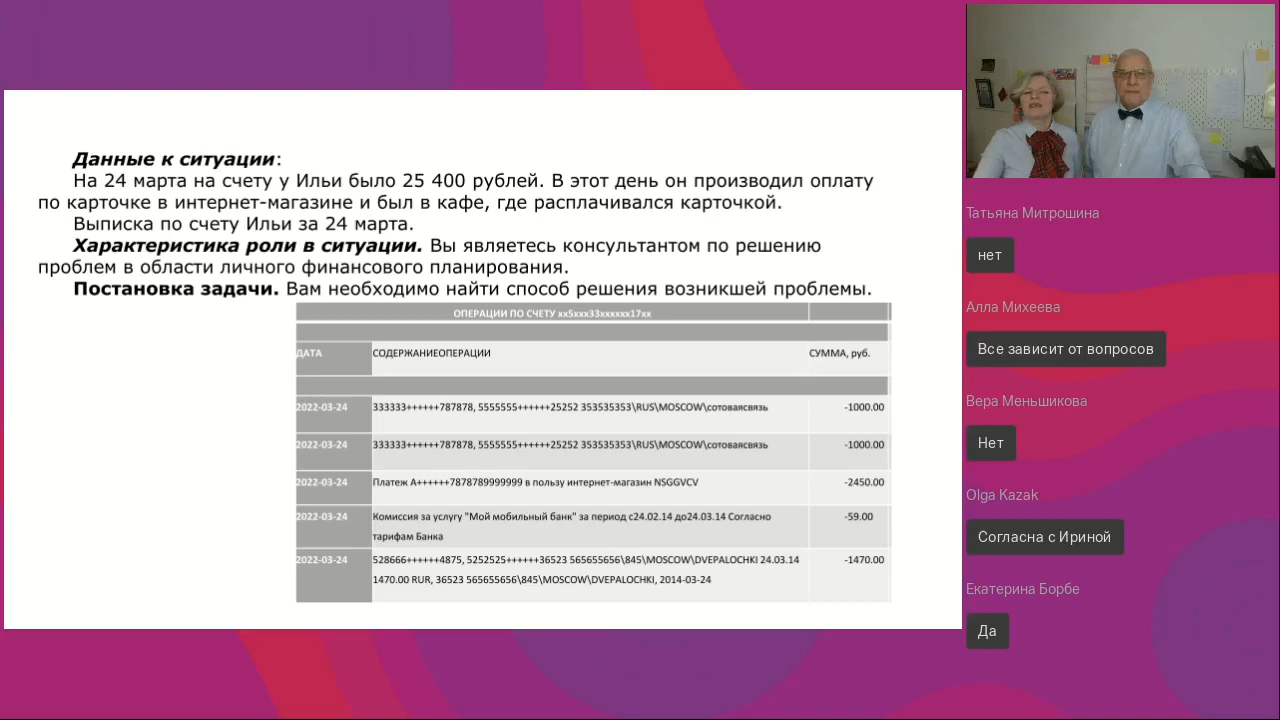 Данные к ситуации:
На 24 марта на счету у Ильи было 25 400 рублей. В этот день он производил оплату
по карточке в интернет-магазине и был в кафе, где расплачивался карточкой.
Выписка по счету Ильи за 24 марта.
Характеристика роли в ситуации. Вы являетесь консультантом по решению
проблем в области личного финансового планирования.
Постановка задачи. Вам необходимо найти способ решения возникшей проблемы.
ОПЕРАЦИИ ПО СЧЕТУ xx5xxx33xxxxxx17xx
ДАТА СОДЕРЖАНИЕОПЕРАЦИИ СУММА, руб.
2022-03-24 333333++++++787878, 5555555++++++25252 353535353\RUS\MOSCOW\сотоваясвязь -1000.00
2022-03-24 333333++++++787878, 5555555++++++25252 353535353\RUS\MOSCOW\сотоваясвязь -1000.00
2022-03-24 Платеж А++++++7878789999999 в пользу интернет-магазин NSGGVCV -2450.00
2022-03-24 Комиссия за услугу "Мой мобильный банк" за период с24.02.14 до24.03.14 Согласно -59.00
тарифам Банка
2022-03-24 528666++++++4875, 5252525++++++36523 565655656\845\MOSCOW\DVEPALOCHKI 24.03.14 -1470.00
1470.00 RUR, 36523 565655656\845\MOSCOW\DVEPALOCHKI, 2014-03-24
Татьяна Митрошина
нет
Алла Михеева
Все зависит от вопросов
Вера Меньшикова
Нет
Olga Kazak
Согласна с Ириной
Екатерина Борбе
Да